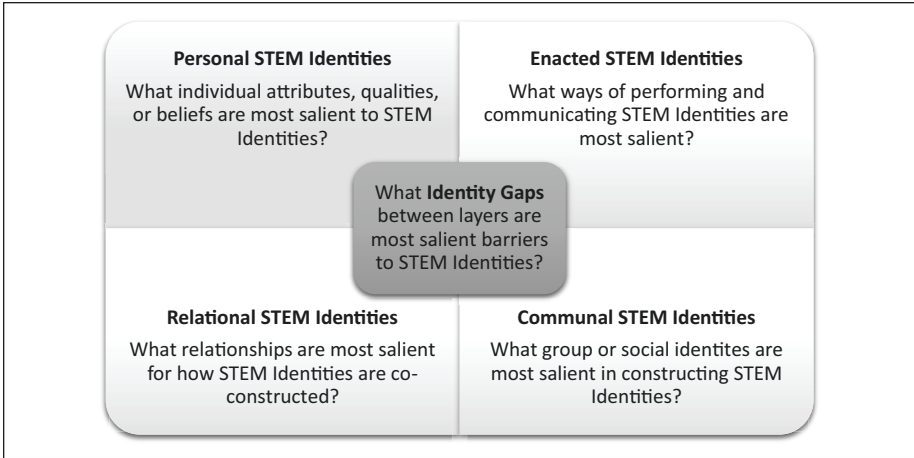 Personal STEM Identities
What individual attributes, qualities,
or beliefs are most salient to STEM
Identities?
Enacted STEM Identities
What ways of performing and
communicating STEM Identities are
most salient?
What Identity Gaps
between layers are
most salient barriers
to STEM Identities?
Relational STEM Identities
What relationships are most salient
for how STEM Identities are co-
constructed?
Communal STEM Identities
What group or social identites are
most salient in constructing STEM
Identities?